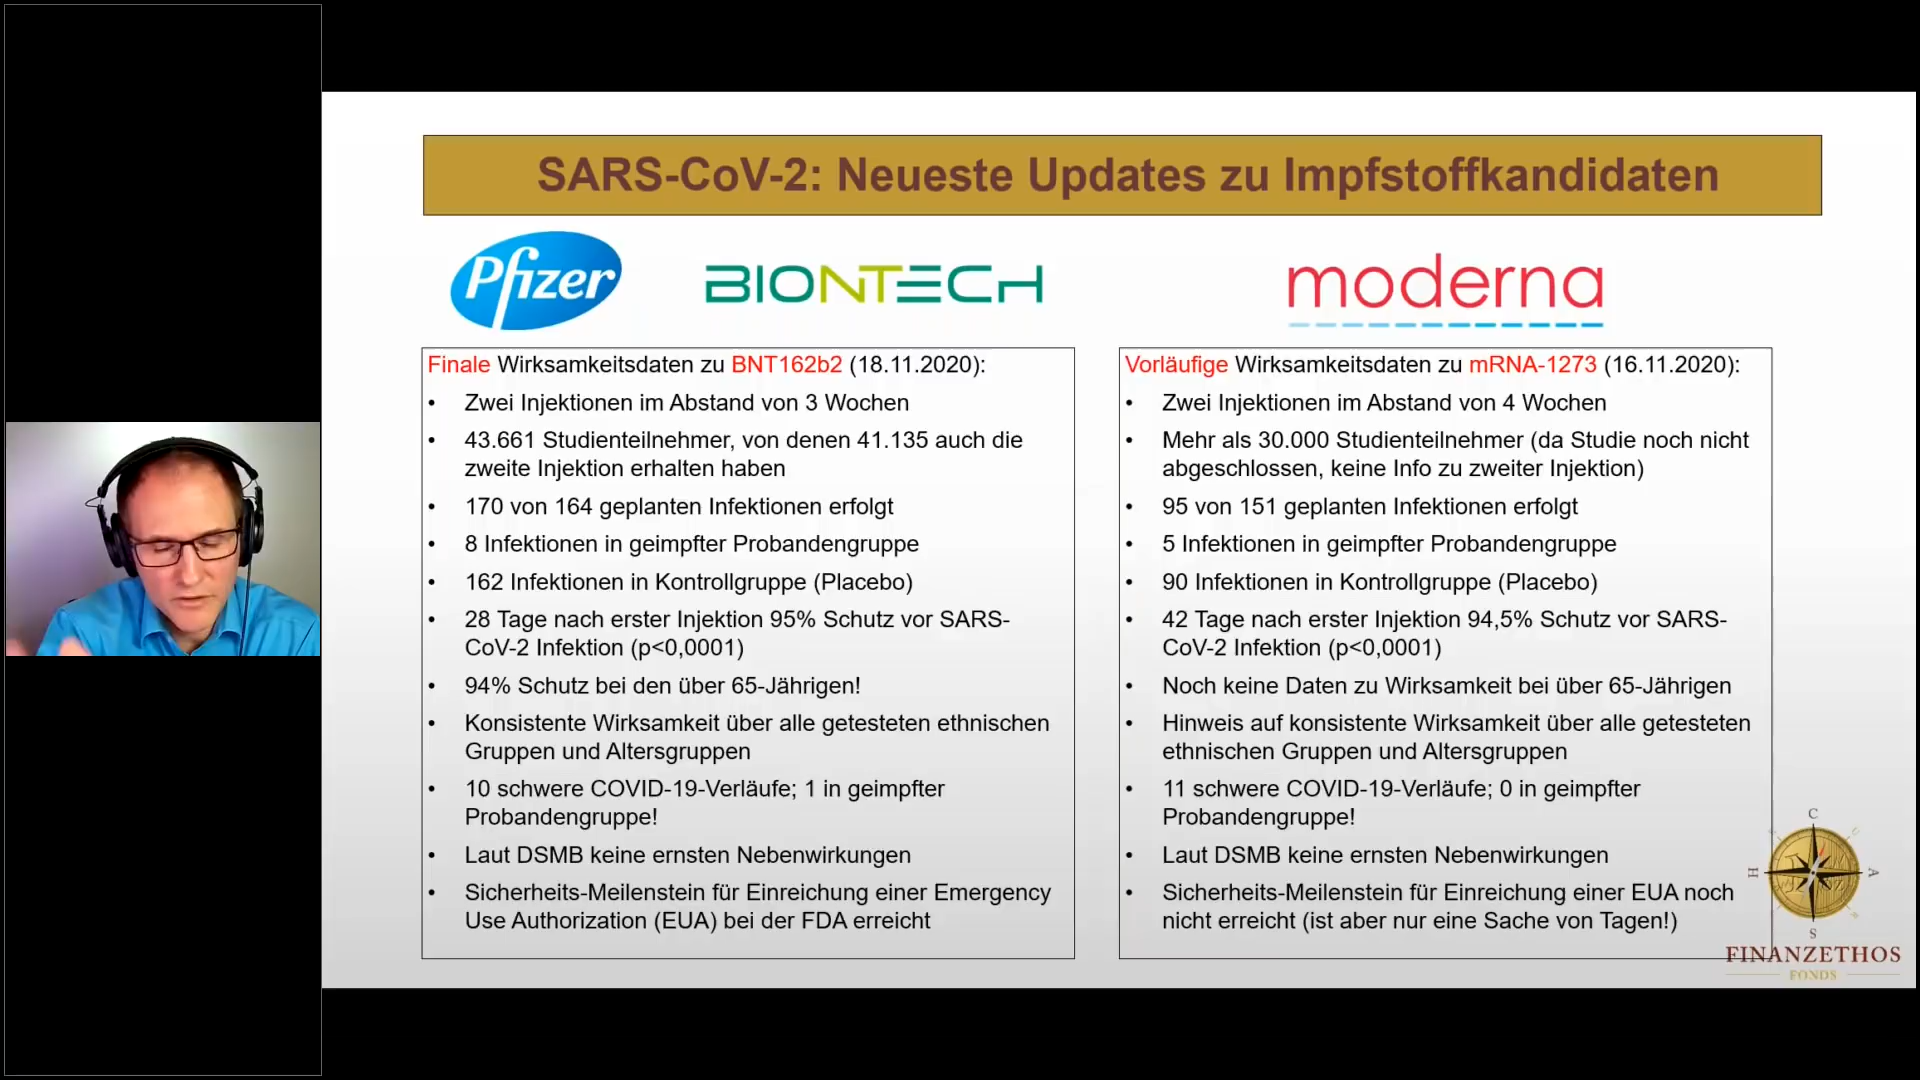 SARS-CoV-2: Neueste Updates zu Impfstoffkandidaten
Pfizer
BIONTECH
moderna
Finale Wirksamkeitsdaten zu BNT162b2 (18.11.2020):
• Zwei Injektionen im Abstand von 3 Wochen
• 43.661 Studienteilnehmer, von denen 41.135 auch die
zweite Injektion erhalten haben
• 170 von 164 geplanten Infektionen erfolgt
• 8 Infektionen in geimpfter Probandengruppe
• 162 Infektionen in Kontrollgruppe (Placebo)
• 28 Tage nach erster Injektion 95% Schutz vor SARS-
CoV-2 Infektion (p<0,0001)
• 94% Schutz bei den über 65-Jährigen!
• Konsistente Wirksamkeit über alle getesteten ethnischen
Gruppen und Altersgruppen
• 10 schwere COVID-19-Verläufe; 1 in geimpfter
Probandengruppe!
• Laut DSMB keine ernsten Nebenwirkungen
• Sicherheits-Meilenstein für Einreichung einer Emergency
Use Authorization (EUA) bei der FDA erreicht
Vorläufige Wirksamkeitsdaten zu mRNA-1273 (16.11.2020):
• Zwei Injektionen im Abstand von 4 Wochen
• Mehr als 30.000 Studienteilnehmer (da Studie noch nicht
abgeschlossen, keine Info zu zweiter Injektion)
• 95 von 151 geplanten Infektionen erfolgt
• 5 Infektionen in geimpfter Probandengruppe
• 90 Infektionen in Kontrollgruppe (Placebo)
• 42 Tage nach erster Injektion 94,5% Schutz vor SARS-
CoV-2 Infektion (p<0,0001)
• Noch keine Daten zu Wirksamkeit bei über 65-Jährigen
• Hinweis auf konsistente Wirksamkeit über alle getesteten
ethnischen Gruppen und Altersgruppen
• 11 schwere COVID-19-Verläufe; 0 in geimpfter
Probandengruppe!
• Laut DSMB keine ernsten Nebenwirkungen
• Sicherheits-Meilenstein für Einreichung einer EUA noch
nicht erreicht (ist aber nur eine Sache von Tagen!)
C
H
A
S
FINANZETHOS
FONDS